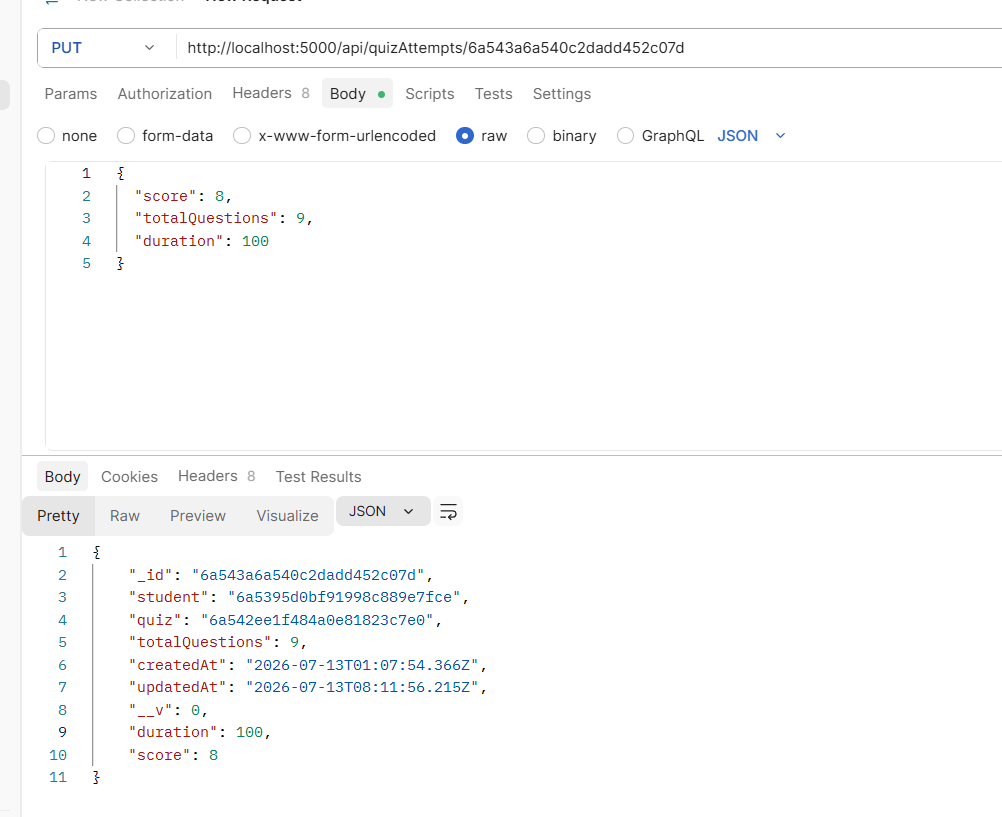 PUT http://localhost:5000/api/quizAttempts/6a543a6a540c2dadd452c07d
Params Authorization Headers 8 Body Scripts Tests Settings
none form-data x-www-form-urlencoded raw binary GraphQL JSON
1 {
2 "score": 8,
3 "totalQuestions": 9,
4 "duration": 100
5 }
Body Cookies Headers 8 Test Results
Pretty Raw Preview Visualize JSON
1 {
2 "_id": "6a543a6a540c2dadd452c07d",
3 "student": "6a5395d0bf91998c889e7fce",
4 "quiz": "6a542ee1f484a0e81823c7e0",
5 "totalQuestions": 9,
6 "createdAt": "2026-07-13T01:07:54.366Z",
7 "updatedAt": "2026-07-13T08:11:56.215Z",
8 "__v": 0,
9 "duration": 100,
10 "score": 8
11 }